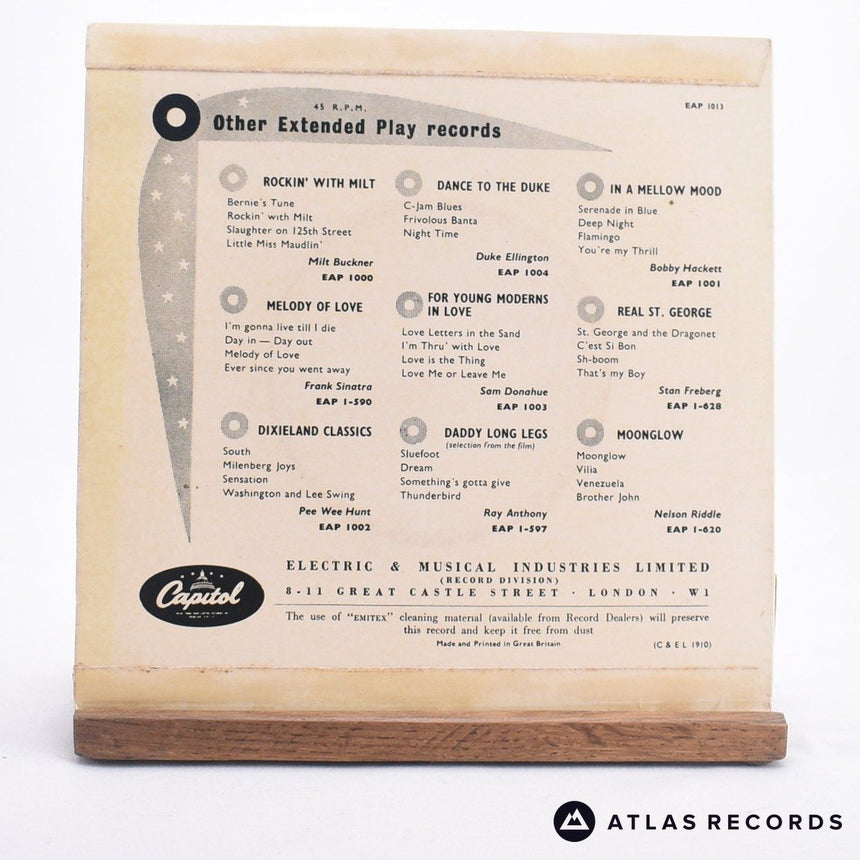 45 R.P.M.
EAP 1013
Other Extended Play records
ROCKIN' WITH MILT
Bernie's Tune
Rockin' with Milt
Slaughter on 125th Street
Little Miss Maudlin'
Milt Buckner
EAP 1000
DANCE TO THE DUKE
C-Jam Blues
Frivolous Banta
Night Time
Duke Ellington
EAP 1004
IN A MELLOW MOOD
Serenade in Blue
Deep Night
Flamingo
You're my Thrill
Bobby Hackett
EAP 1001
MELODY OF LOVE
I'm gonna live till I die
Day in — Day out
Melody of Love
Ever since you went away
Frank Sinatra
EAP 1-590
FOR YOUNG MODERNS
IN LOVE
Love Letters in the Sand
I'm Thru' with Love
Love is the Thing
Love Me or Leave Me
Sam Donahue
EAP 1003
REAL ST. GEORGE
St. George and the Dragonet
C'est Si Bon
Sh-boom
That's my Boy
Stan Freberg
EAP 1-628
DIXIELAND CLASSICS
South
Milenberg Joys
Sensation
Washington and Lee Swing
Pee Wee Hunt
EAP 1002
DADDY LONG LEGS
(selection from the film)
Sluefoot
Dream
Something's gotta give
Thunderbird
Ray Anthony
EAP 1-597
MOONGLOW
Moonglow
Vilia
Venezuela
Brother John
Nelson Riddle
EAP 1-620
Capitol
ELECTRIC & MUSICAL INDUSTRIES LIMITED
(RECORD DIVISION)
8-11 GREAT CASTLE STREET · LONDON · W1
The use of "EMITEX" cleaning material (available from Record Dealers) will preserve
this record and keep it free from dust
Made and Printed in Great Britain
(C & E L 1910)
ATLAS RECORDS